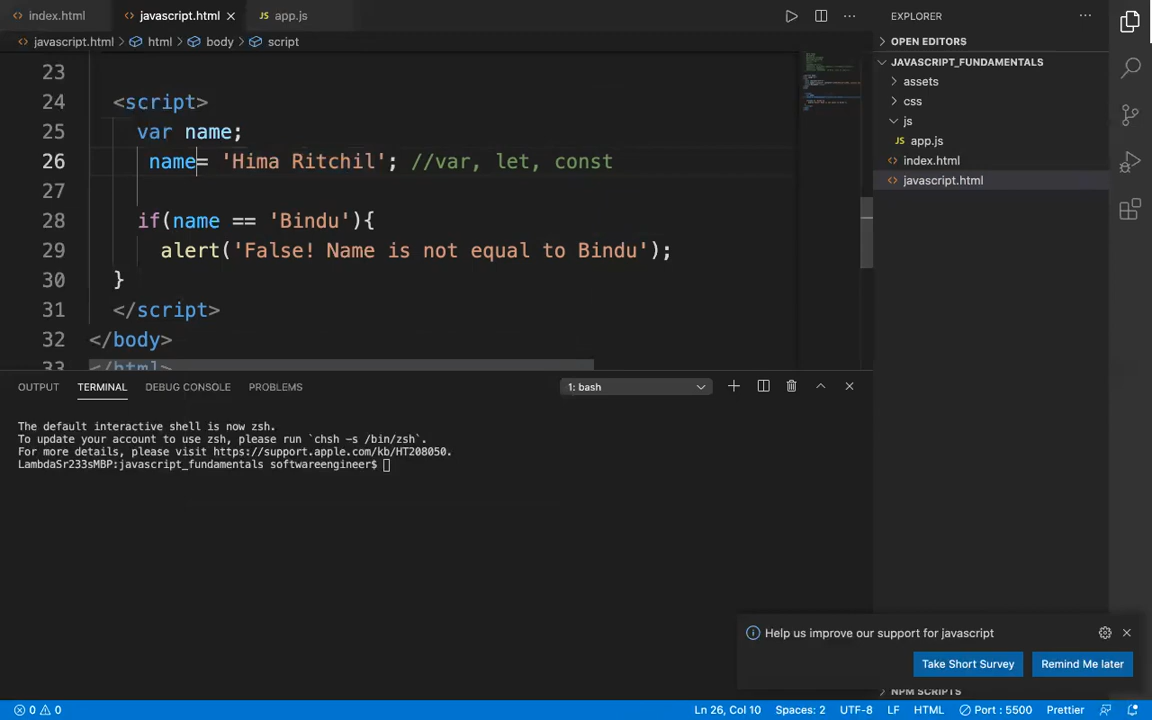 index.html
javascript.html
app.js
javascript.html > html > body > script
23
24 <script>
25 var name;
26 name= 'Hima Ritchil'; //var, let, const
27
28 if(name == 'Bindu'){
29 alert('False! Name is not equal to Bindu');
30 }
31 </script>
32 </body>
33 </html>
OUTPUT TERMINAL DEBUG CONSOLE PROBLEMS
1: bash
The default interactive shell is now zsh.
To update your account to use zsh, please run `chsh -s /bin/zsh`.
For more details, please visit https://support.apple.com/kb/HT208050.
LambdaSr233sMBP:javascript_fundamentals softwareengineer$
EXPLORER
OPEN EDITORS
JAVASCRIPT_FUNDAMENTALS
assets
css
js
app.js
index.html
javascript.html
Help us improve our support for javascript
Take Short Survey
Remind Me later
NPM SCRIPTS
0 0
Ln 26, Col 10 Spaces: 2 UTF-8 LF HTML Port : 5500 Prettier